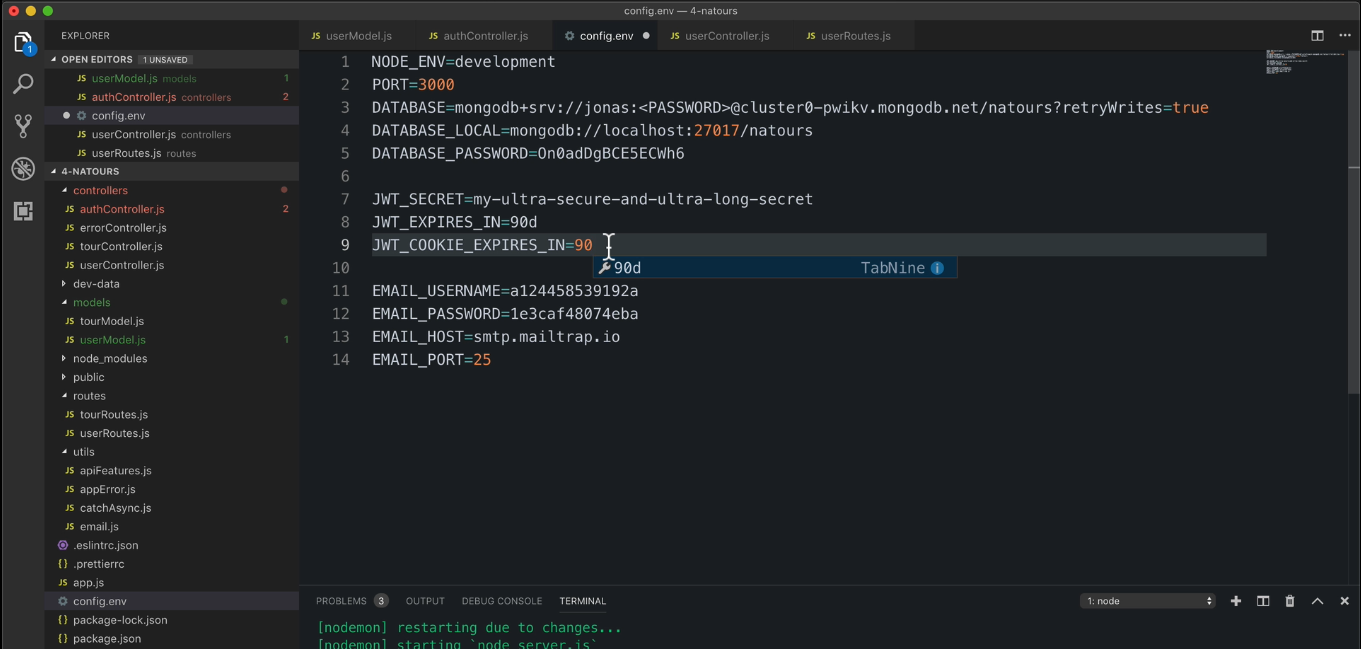 config.env — 4-natours
EXPLORER
JS userModel.js
JS authController.js
config.env
JS userController.js
JS userRoutes.js
1
OPEN EDITORS 1 UNSAVED
JS userModel.js models 1
JS authController.js controllers 2
config.env
JS userController.js controllers
JS userRoutes.js routes
4-NATOURS
controllers
JS authController.js 2
JS errorController.js
JS tourController.js
JS userController.js
dev-data
models
JS tourModel.js
JS userModel.js 1
node_modules
public
routes
JS tourRoutes.js
JS userRoutes.js
utils
JS apiFeatures.js
JS appError.js
JS catchAsync.js
JS email.js
.eslintrc.json
{} .prettierrc
JS app.js
config.env
{} package-lock.json
{} package.json
1 NODE_ENV=development
2 PORT=3000
3 DATABASE=mongodb+srv://jonas:<PASSWORD>@cluster0-pwikv.mongodb.net/natours?retryWrites=true
4 DATABASE_LOCAL=mongodb://localhost:27017/natours
5 DATABASE_PASSWORD=On0adDgBCE5ECWh6
6
7 JWT_SECRET=my-ultra-secure-and-ultra-long-secret
8 JWT_EXPIRES_IN=90d
9 JWT_COOKIE_EXPIRES_IN=90
90d TabNine
10
11 EMAIL_USERNAME=a124458539192a
12 EMAIL_PASSWORD=1e3caf48074eba
13 EMAIL_HOST=smtp.mailtrap.io
14 EMAIL_PORT=25
PROBLEMS 3 OUTPUT DEBUG CONSOLE TERMINAL 1: node
[nodemon] restarting due to changes...
[nodemon] starting `node server.js`